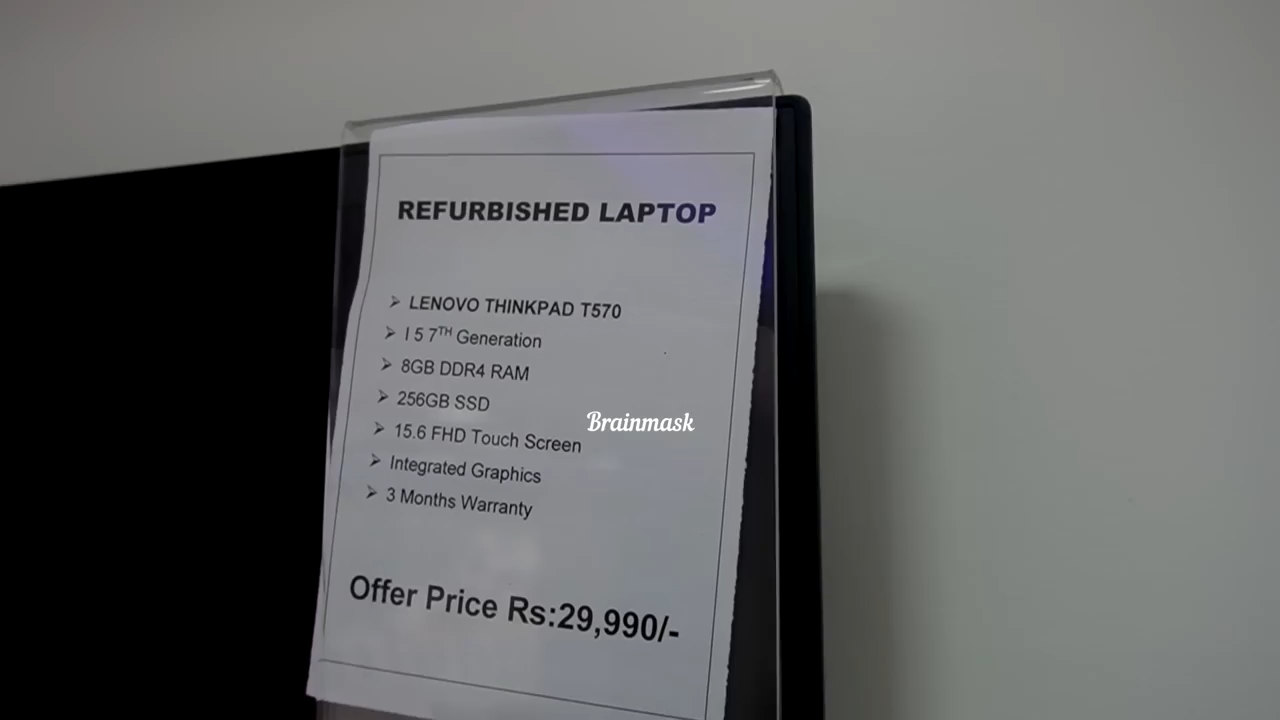 REFURBISHED LAPTOP
➢ LENOVO THINKPAD T570
➢ I 5 7TH Generation
➢ 8GB DDR4 RAM
➢ 256GB SSD
➢ 15.6 FHD Touch Screen
➢ Integrated Graphics
➢ 3 Months Warranty
Offer Price Rs:29,990/-
Brainmask